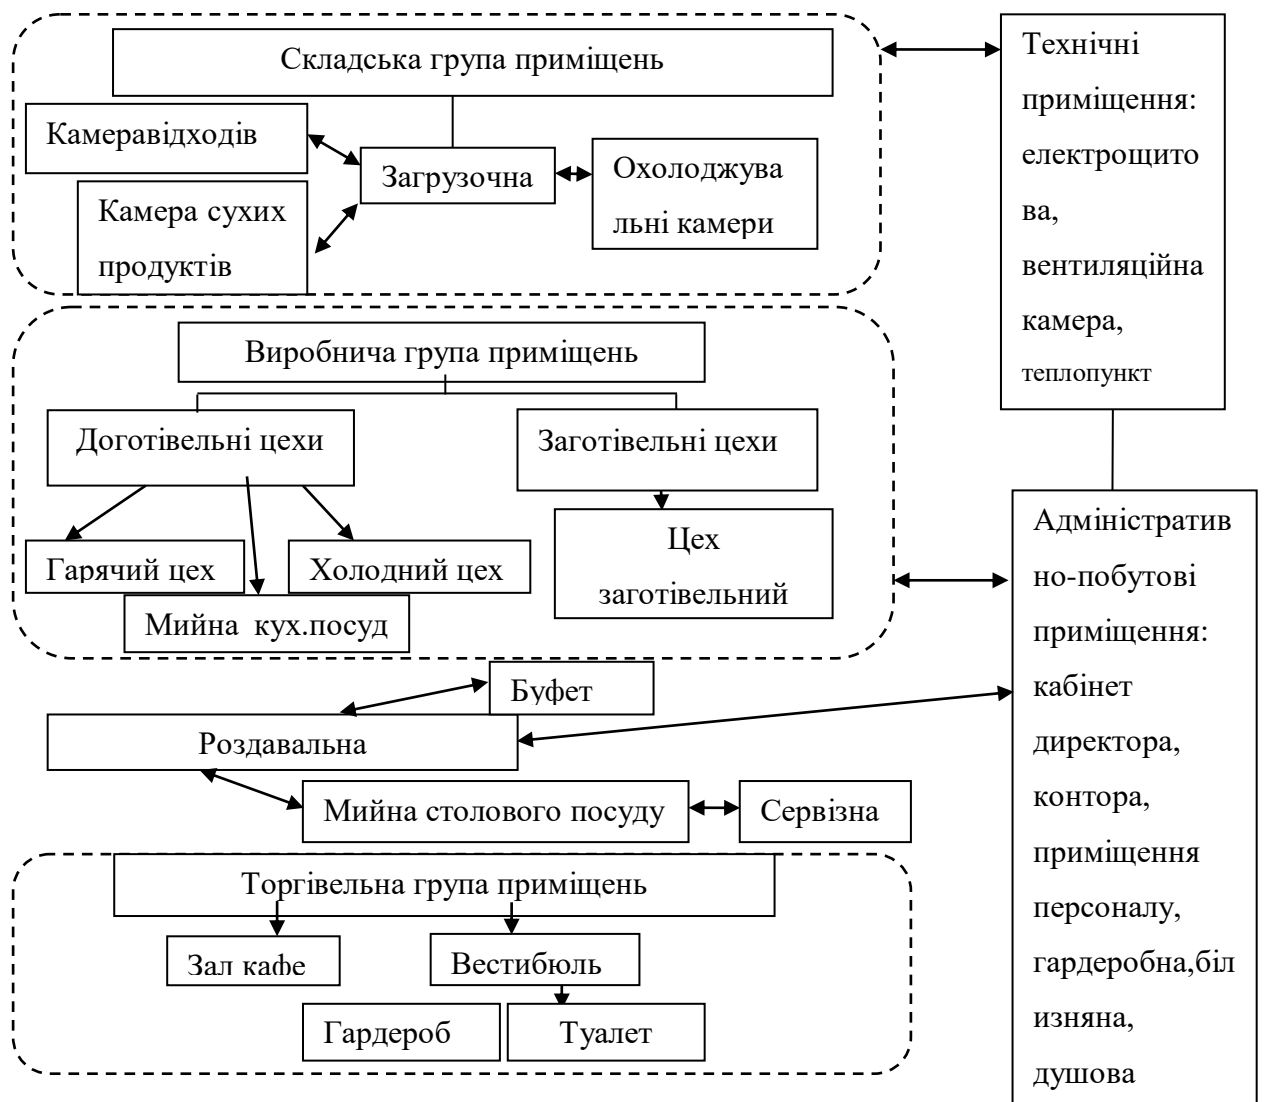 Складська група приміщень
Камеравідходів
Загрузочна
Охолоджува
льні камери
Камера сухих
продуктів
Технічні
приміщення:
електрощито
ва,
вентиляційна
камера,
теплопункт
Виробнича група приміщень
Доготівельні цехи
Заготівельні цехи
Гарячий цех
Холодний цех
Мийна кух.посуд
Цех
заготівельний
Буфет
Роздавальна
Мийна столового посуду
Сервізна
Адміністратив
но-побутові
приміщення:
кабінет
директора,
контора,
приміщення
персоналу,
гардеробна,біл
изняна,
душова
Торгівельна група приміщень
Зал кафе
Вестибюль
Гардероб
Туалет